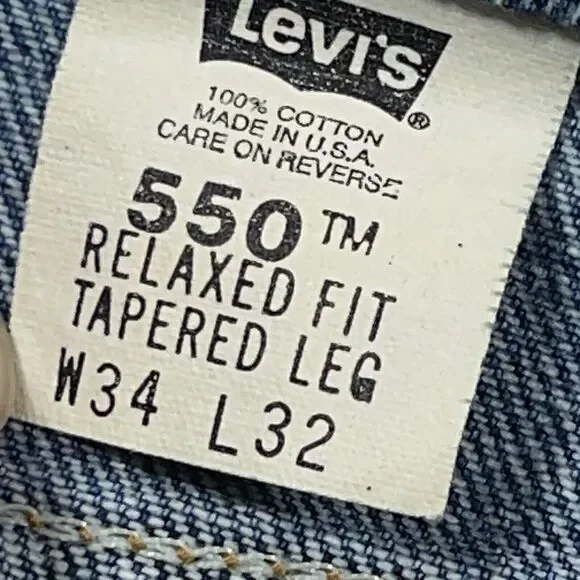 Levi's®
100% COTTON
MADE IN U.S.A.
CARE ON REVERSE
550™
RELAXED FIT
TAPERED LEG
W34 L32